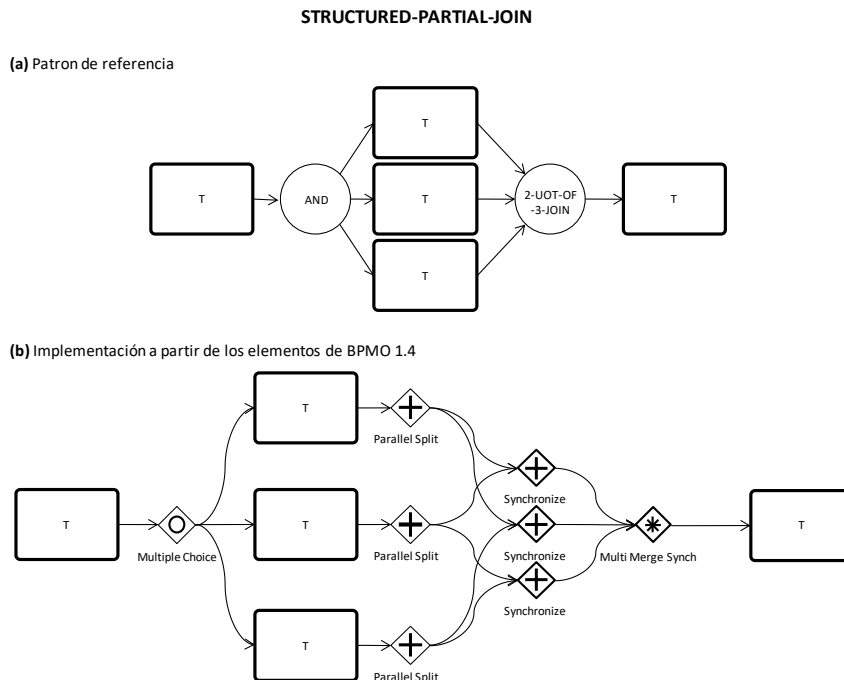 STRUCTURED-PARTIAL-JOIN
(a) Patron de referencia
T
T
AND
T
2-UOT-OF
-3-JOIN
T
T
(b) Implementación a partir de los elementos de BPMO 1.4
T
Parallel Split
Synchronize
T
Multiple Choice
T
Parallel Split
Synchronize
Multi Merge Synch
T
Synchronize
T
Parallel Split